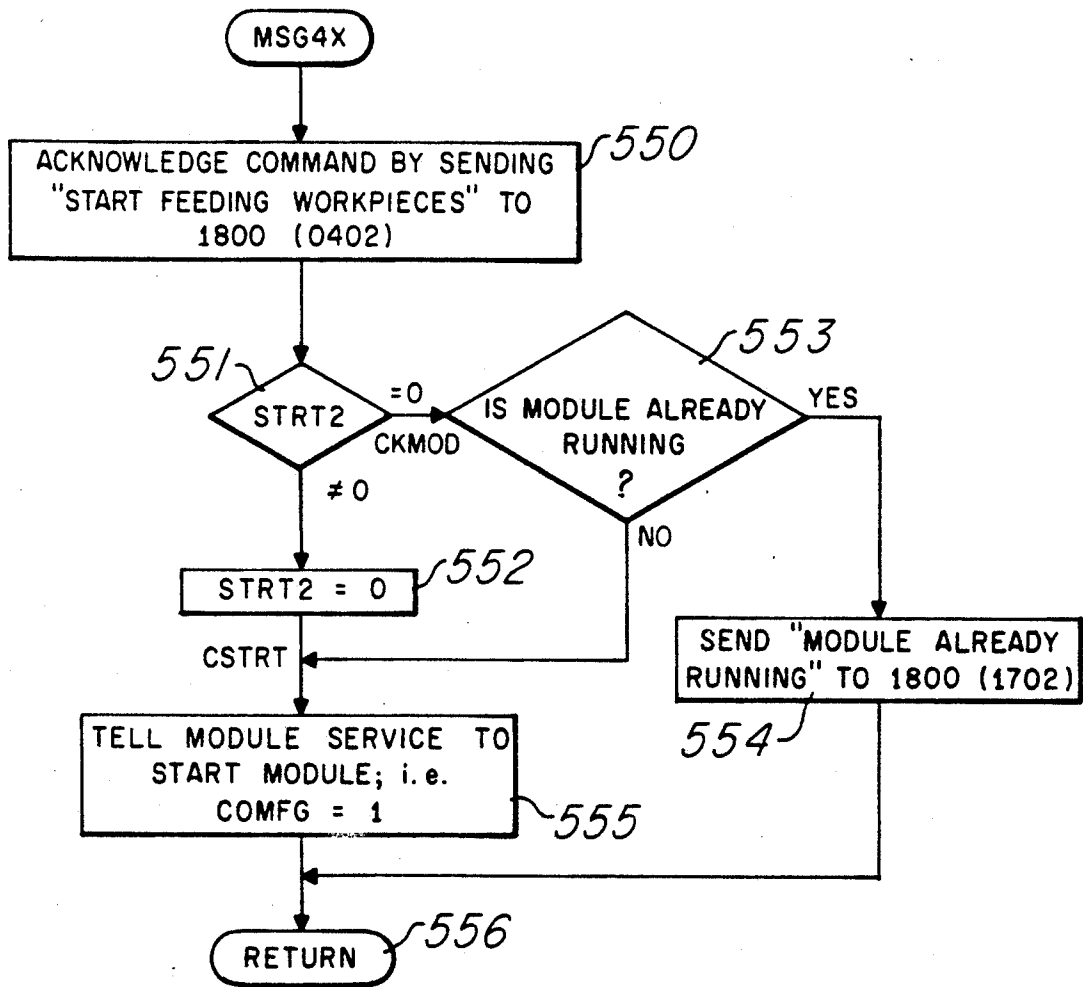 MSG4X
ACKNOWLEDGE COMMAND BY SENDING
"START FEEDING WORKPIECES" TO
1800 (0402)
550
551
STRT2
=0
CKMOD
≠0
553
IS MODULE ALREADY
RUNNING
?
YES
NO
STRT2 = 0
552
CSTRT
SEND "MODULE ALREADY
RUNNING" TO 1800 (1702)
554
TELL MODULE SERVICE TO
START MODULE; i.e.
COMFG = 1
555
RETURN
556